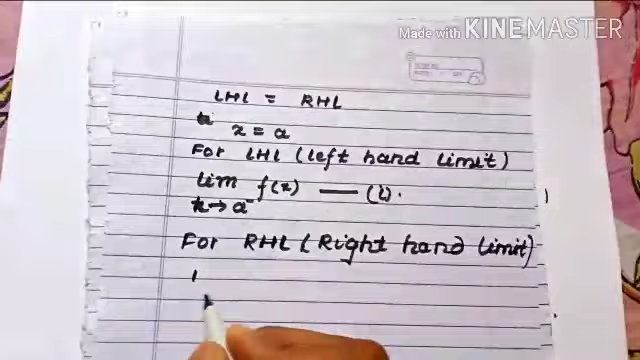 Made with KINEMASTER
LHL = RHL
x = a
For LHL (left hand limit)
lim f(x) — (L).
x→a⁻
For RHL (Right hand limit)